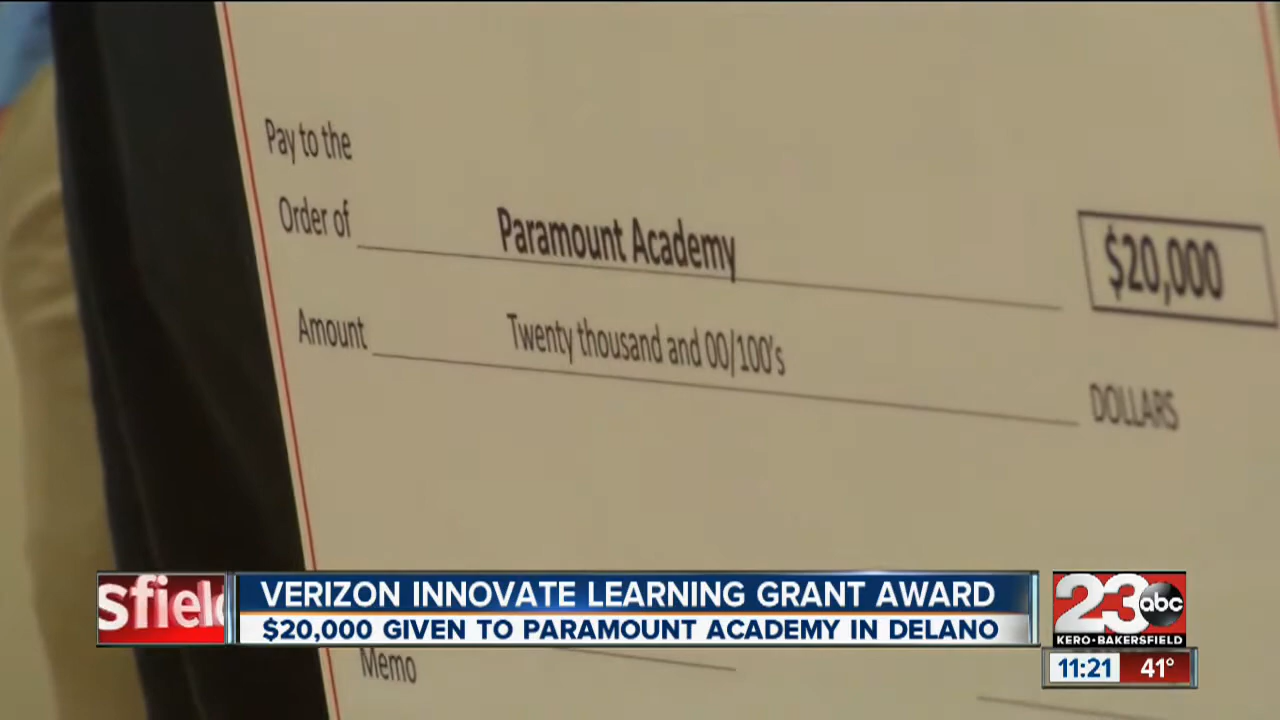 Pay to the
Order of Paramount Academy $20,000
Amount Twenty thousand and 00/100's
DOLLARS
sfield
VERIZON INNOVATE LEARNING GRANT AWARD
$20,000 GIVEN TO PARAMOUNT ACADEMY IN DELANO
23 abc
KERO·BAKERSFIELD
11:21 41°
Memo